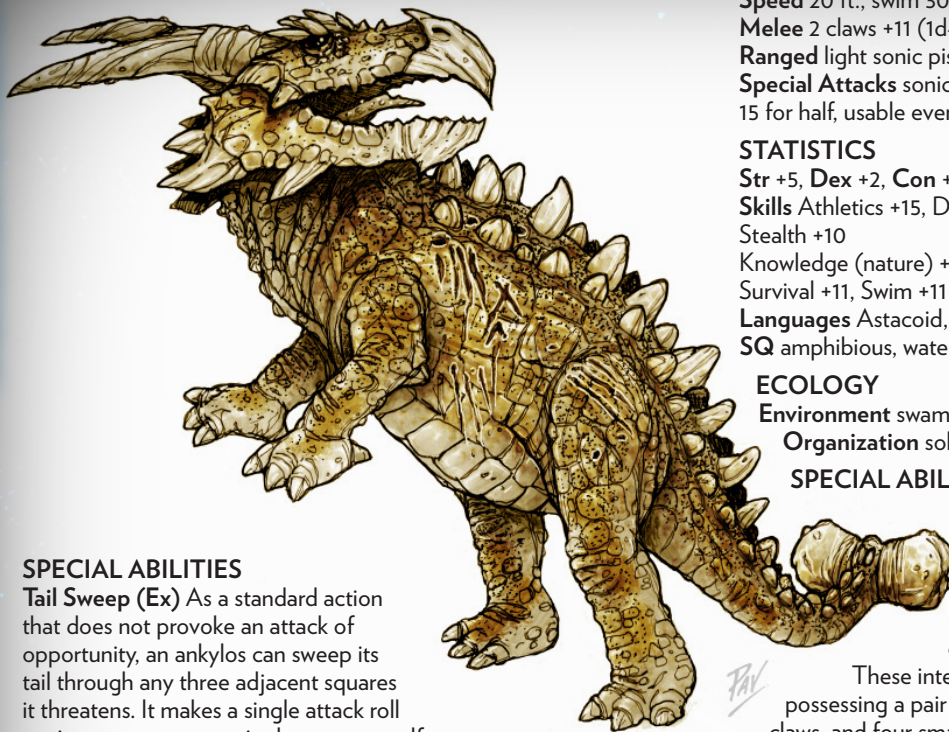 SPECIAL ABILITIES
Tail Sweep (Ex) As a standard action
that does not provoke an attack of
opportunity, an ankylos can sweep its
tail through any three adjacent squares
it threatens. It makes a single attack roll
Speed 20 ft., swim 30
Melee 2 claws +11 (1d
Ranged light sonic pis
Special Attacks sonic
15 for half, usable ever
STATISTICS
Str +5, Dex +2, Con +
Skills Athletics +15, D
Stealth +10
Knowledge (nature) +
Survival +11, Swim +11
Languages Astacoid,
SQ amphibious, wate
ECOLOGY
Environment swam
Organization sol
SPECIAL ABIL
These inte
possessing a pair
claws, and four sm
PAV